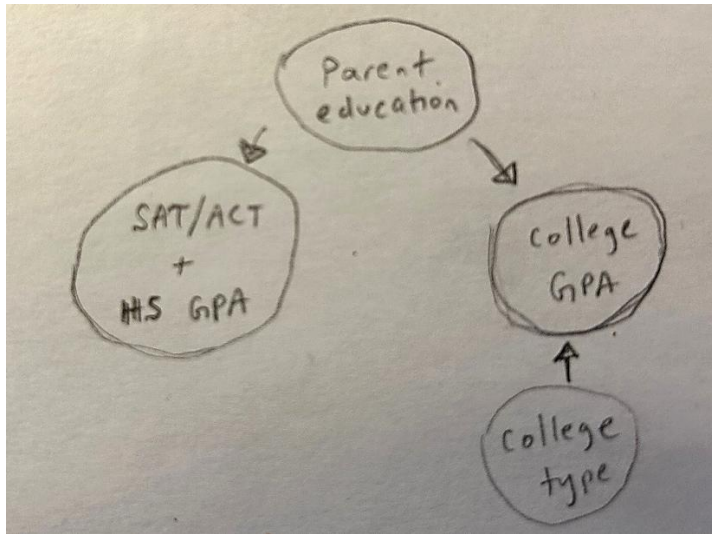 Parent
education
SAT/ACT
+
HS GPA
college
GPA
college
type